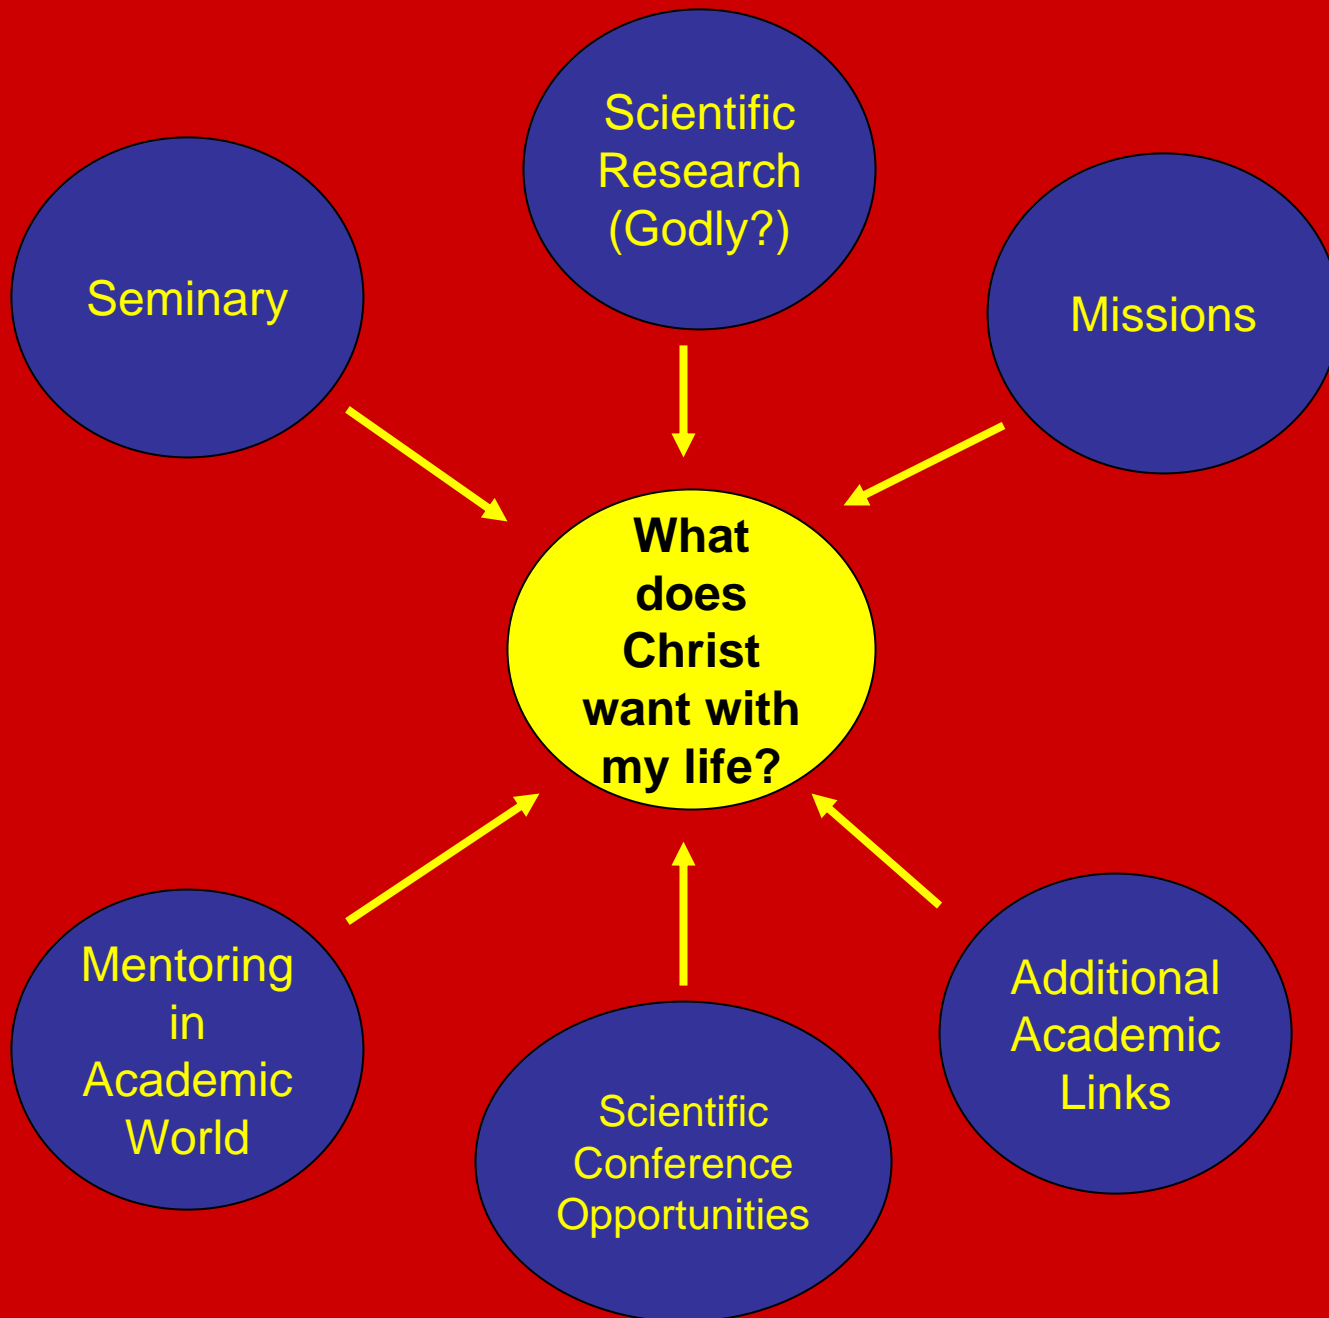 Scientific
Research
(Godly?)
Seminary
Missions
What
does
Christ
want with
my life?
Mentoring
in
Academic
World
Scientific
Conference
Opportunities
Additional
Academic
Links